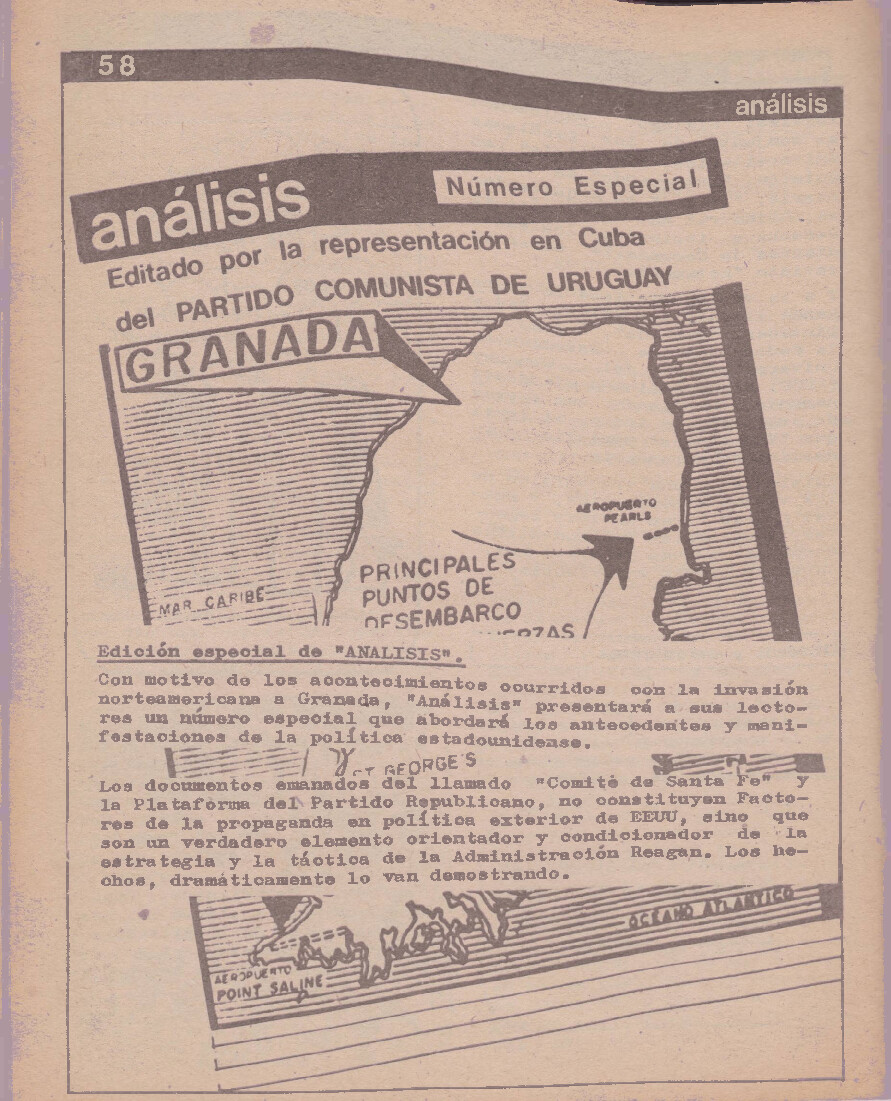 58
análisis
análisis
Número Especial
Editado por la representación en Cuba
del PARTIDO COMUNISTA DE URUGUAY
GRANADA
AEROPUERTO
PEARLS
PRINCIPALES
PUNTOS DE
DESEMBARCO
MAR CARIBE
Edición especial de "ANALISIS".
Con motivo de los acontecimientos ocurridos con la invasión
norteamericana a Granada, "Análisis" presentará a sus lecto-
res un número especial que abordará los antecedentes y mani-
festaciones de la política estadounidense.
ST GEORGE'S
Los documentos emanados del llamado "Comité de Santa Fe" y
la Plataforma del Partido Republicano, no constituyen Facto-
res de la propaganda en política exterior de EEUU, sino que
son un verdadero elemento orientador y condicionador de la
estrategia y la táctica de la Administración Reagan. Los he-
chos, dramáticamente lo van demostrando.
OCEANO ATLANTICO
AEROPUERTO
POINT SALINE